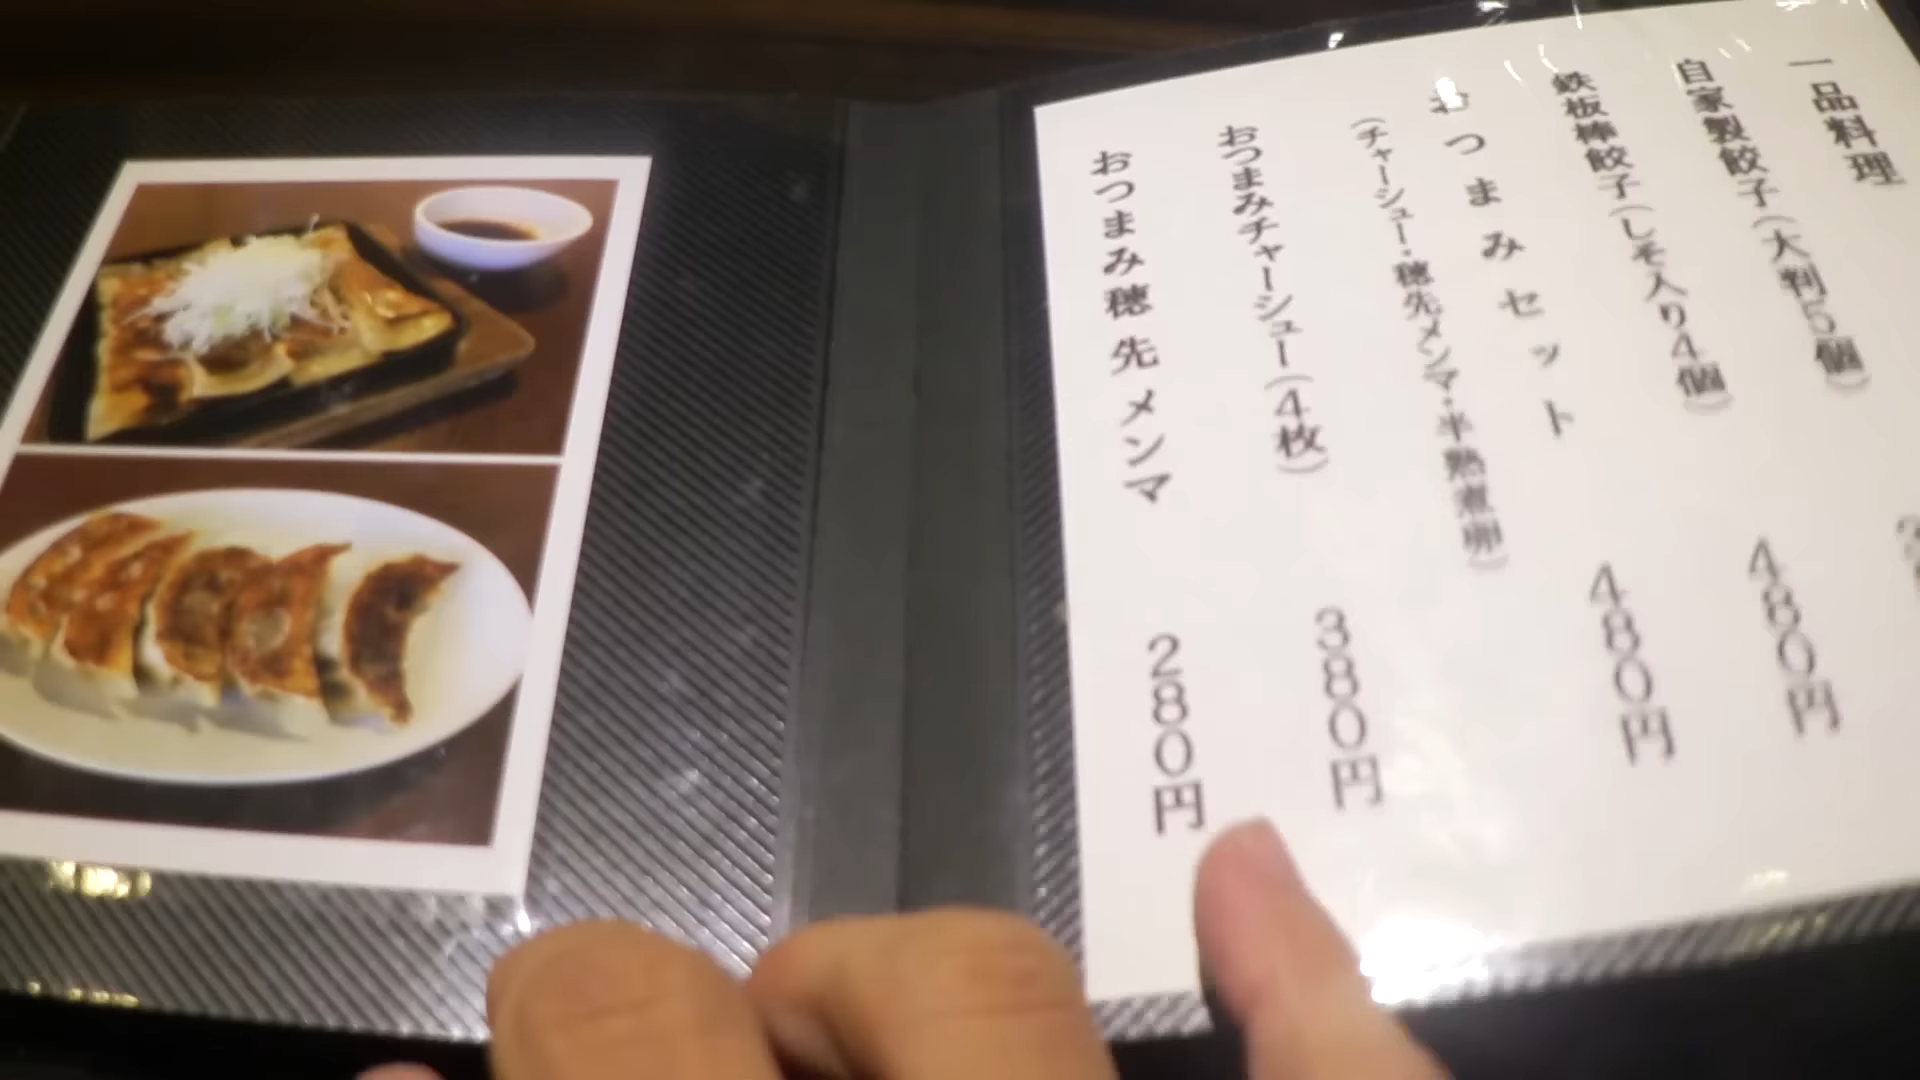 一品料理
自家製餃子（大判5個）
鉄板棒餃子（しそ入り4個） 480円
おつまみセット 480円
（チャーシュー・穂先メンマ・半熟煮卵）
おつまみチャーシュー（4枚） 380円
おつまみ穂先メンマ 280円